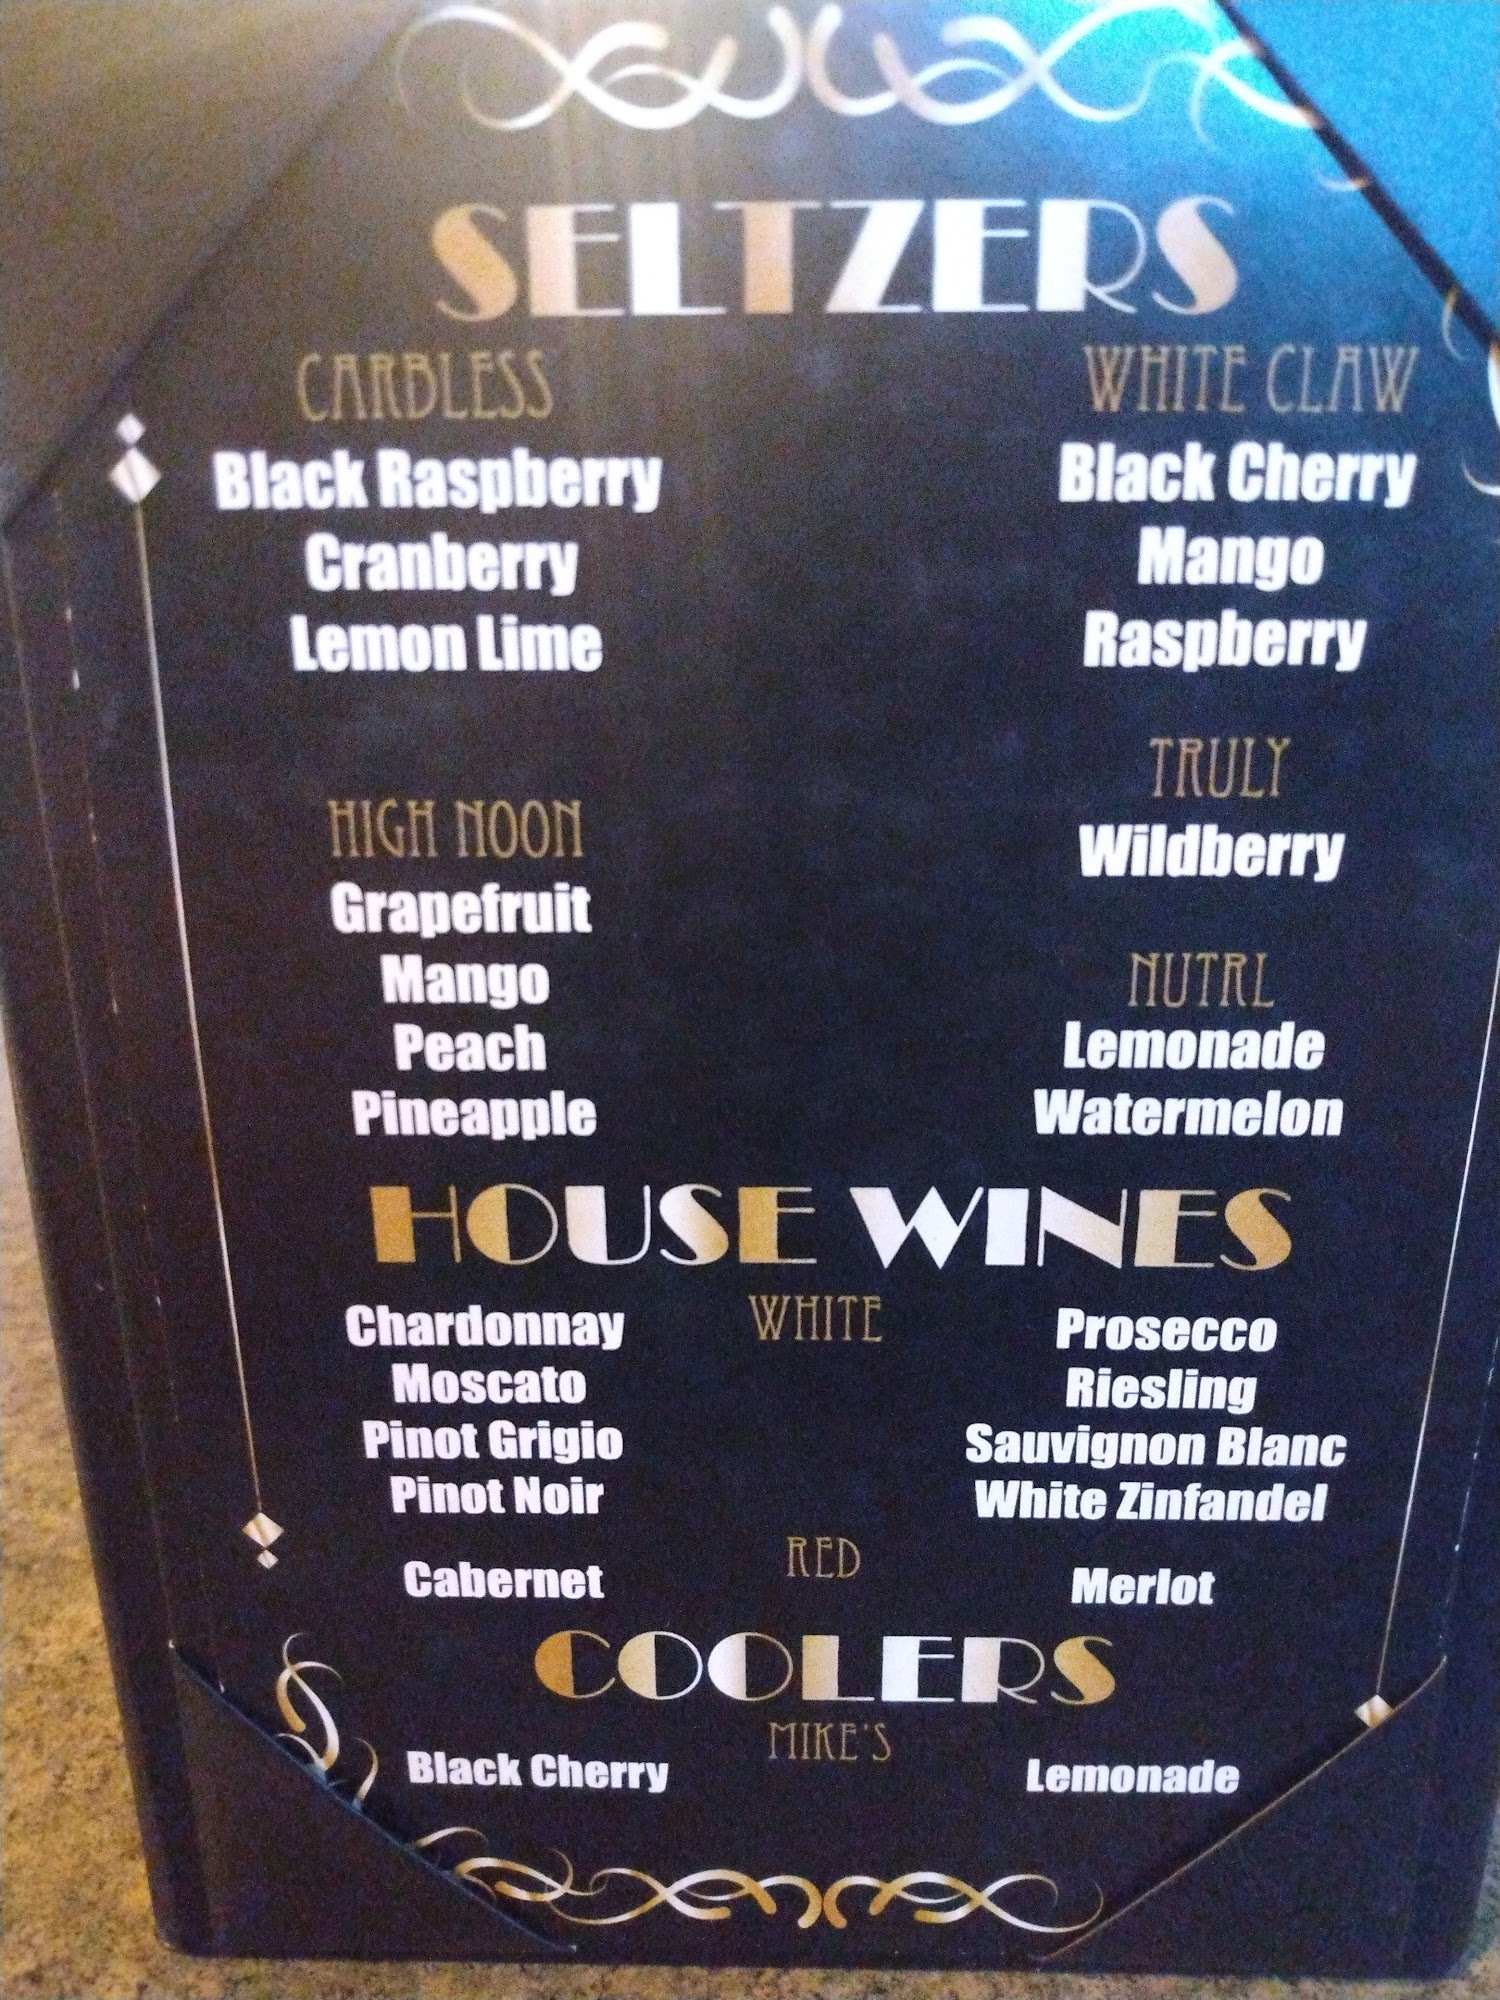 SELTZERS
CARBLESS
Black Raspberry
Cranberry
Lemon Lime
HIGH NOON
Grapefruit
Mango
Peach
Pineapple
WHITE CLAW
Black Cherry
Mango
Raspberry
TRULY
Wildberry
NUTRL
Lemonade
Watermelon
HOUSE WINES
WHITE
Chardonnay
Moscato
Pinot Grigio
Pinot Noir
Prosecco
Riesling
Sauvignon Blanc
White Zinfandel
RED
Cabernet
Merlot
COOLERS
MIKE'S
Black Cherry
Lemonade